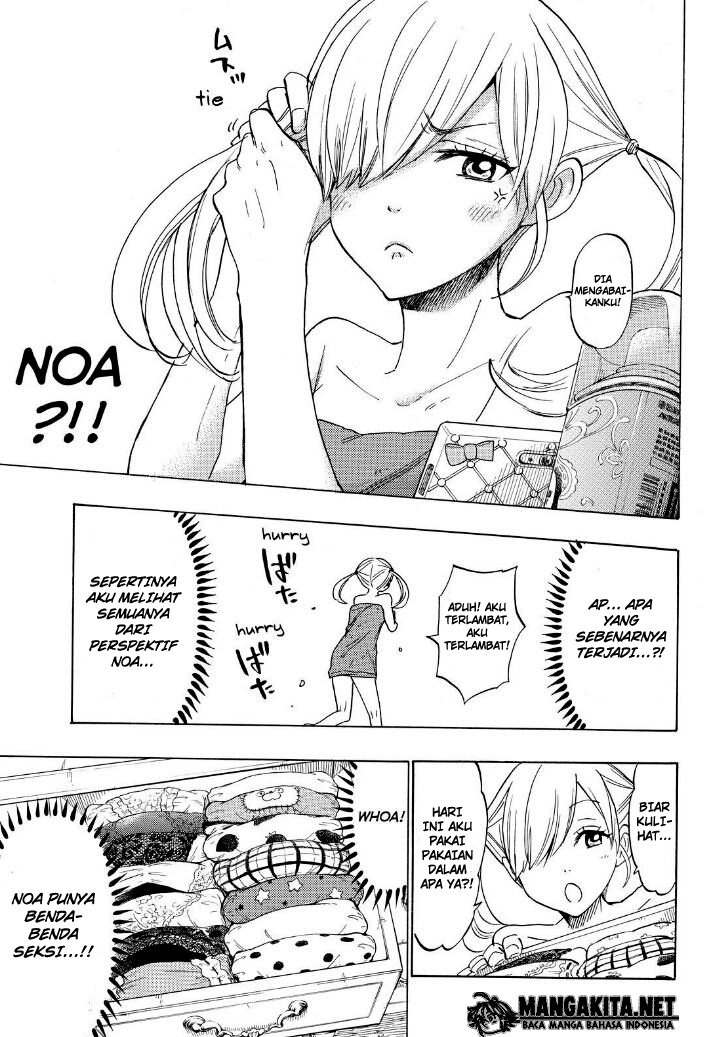 ムスッ
tie
DIA
MENGABAI-
KANKU!
NOA
?!!
AP... APA
YANG
SEBENARNYA
TERJADI...?!
ADUH! AKU
TERLAMBAT,
AKU
TERLAMBAT!
hurry
ばた
hurry
ばた
SEPERTINYA
AKU MELIHAT
SEMUANYA
DARI
PERSPEKTIF
NOA...
BIAR
KULI-
HAT...
HARI
INI AKU
PAKAI
PAKAIAN
DALAM
APA YA?!
WHOA!
NOA PUNYA
BENDA-
BENDA
SEKSI...!!
MANGAKITA.NET
BACA MANGA BAHASA INDONESIA